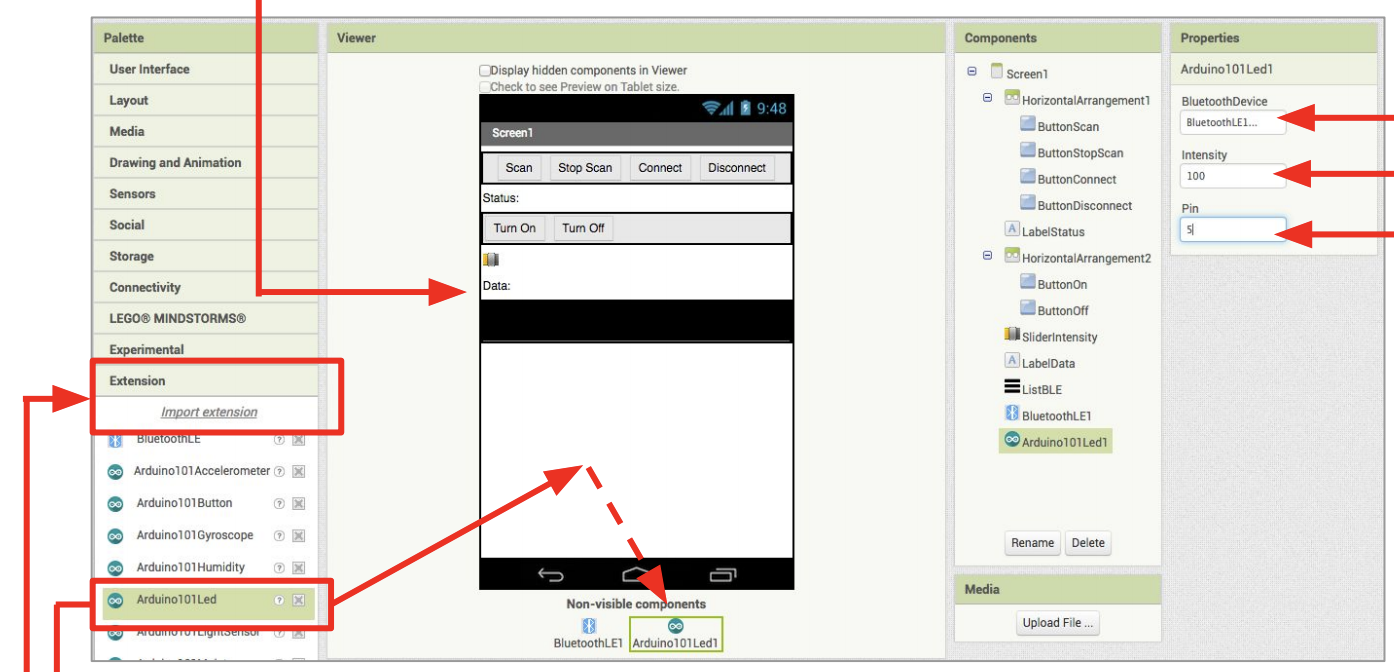 Palette
User Interface
Layout
Media
Drawing and Animation
Sensors
Social
Storage
Connectivity
LEGO® MINDSTORMS®
Experimental
Extension
Import extension
BluetoothLE
Arduino101Accelerometer
Arduino101Button
Arduino101Gyroscope
Arduino101Humidity
Arduino101Led
Arduino101LightSensor
Viewer
Display hidden components in Viewer
Check to see Preview on Tablet size.
9:48
Screen1
Scan Stop Scan Connect Disconnect
Status:
Turn On Turn Off
Data:
Non-visible components
BluetoothLE1 Arduino101Led1
Components
Screen1
HorizontalArrangement1
ButtonScan
ButtonStopScan
ButtonConnect
ButtonDisconnect
LabelStatus
HorizontalArrangement2
ButtonOn
ButtonOff
SliderIntensity
LabelData
ListBLE
BluetoothLE1
Arduino101Led1
Rename Delete
Media
Upload File ...
Properties
Arduino101Led1
BluetoothDevice
BluetoothLE1...
Intensity
100
Pin
5